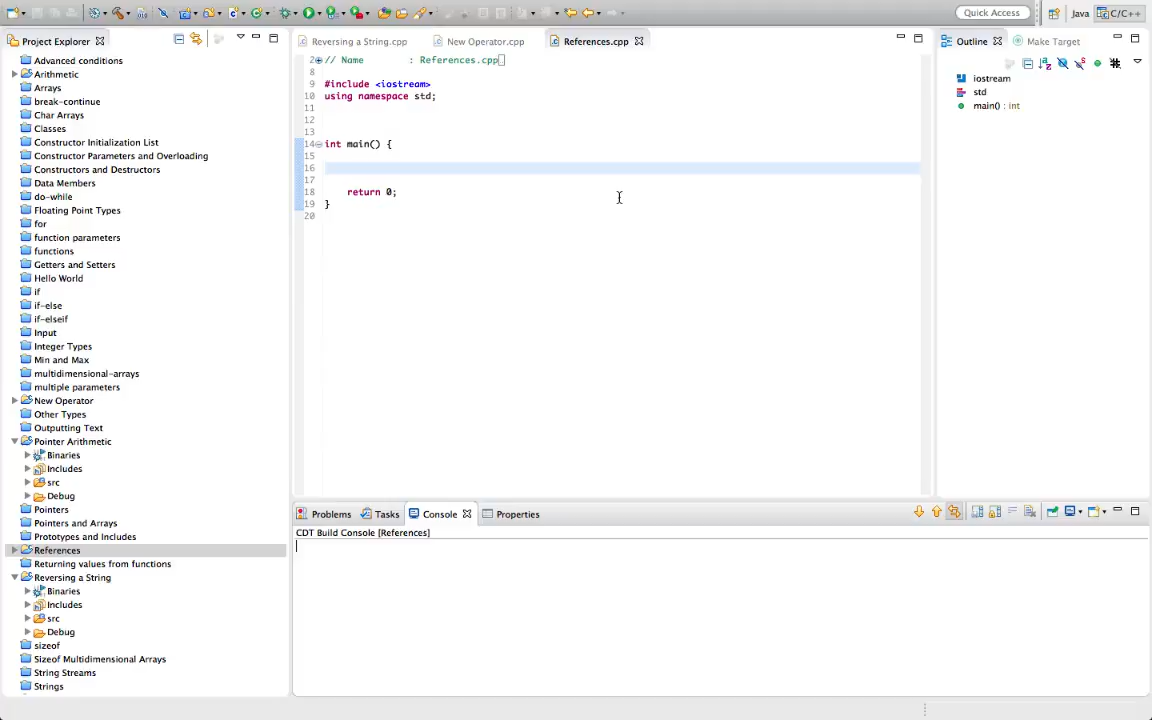 Quick Access
Java
C/C++
Project Explorer
Advanced conditions
Arithmetic
Arrays
break-continue
Char Arrays
Classes
Constructor Initialization List
Constructor Parameters and Overloading
Constructors and Destructors
Data Members
do-while
Floating Point Types
for
function parameters
functions
Getters and Setters
Hello World
if
if-else
if-elseif
Input
Integer Types
Min and Max
multidimensional-arrays
multiple parameters
New Operator
Other Types
Outputting Text
Pointer Arithmetic
Binaries
Includes
src
Debug
Pointers
Pointers and Arrays
Prototypes and Includes
References
Returning values from functions
Reversing a String
Binaries
Includes
src
Debug
sizeof
Sizeof Multidimensional Arrays
String Streams
Strings
Reversing a String.cpp
New Operator.cpp
References.cpp
2 // Name : References.cpp
8
9 #include <iostream>
10 using namespace std;
11
12
13
14 int main() {
15
16
17
18 return 0;
19 }
20
Outline
Make Target
iostream
std
main() : int
Problems
Tasks
Console
Properties
CDT Build Console [References]